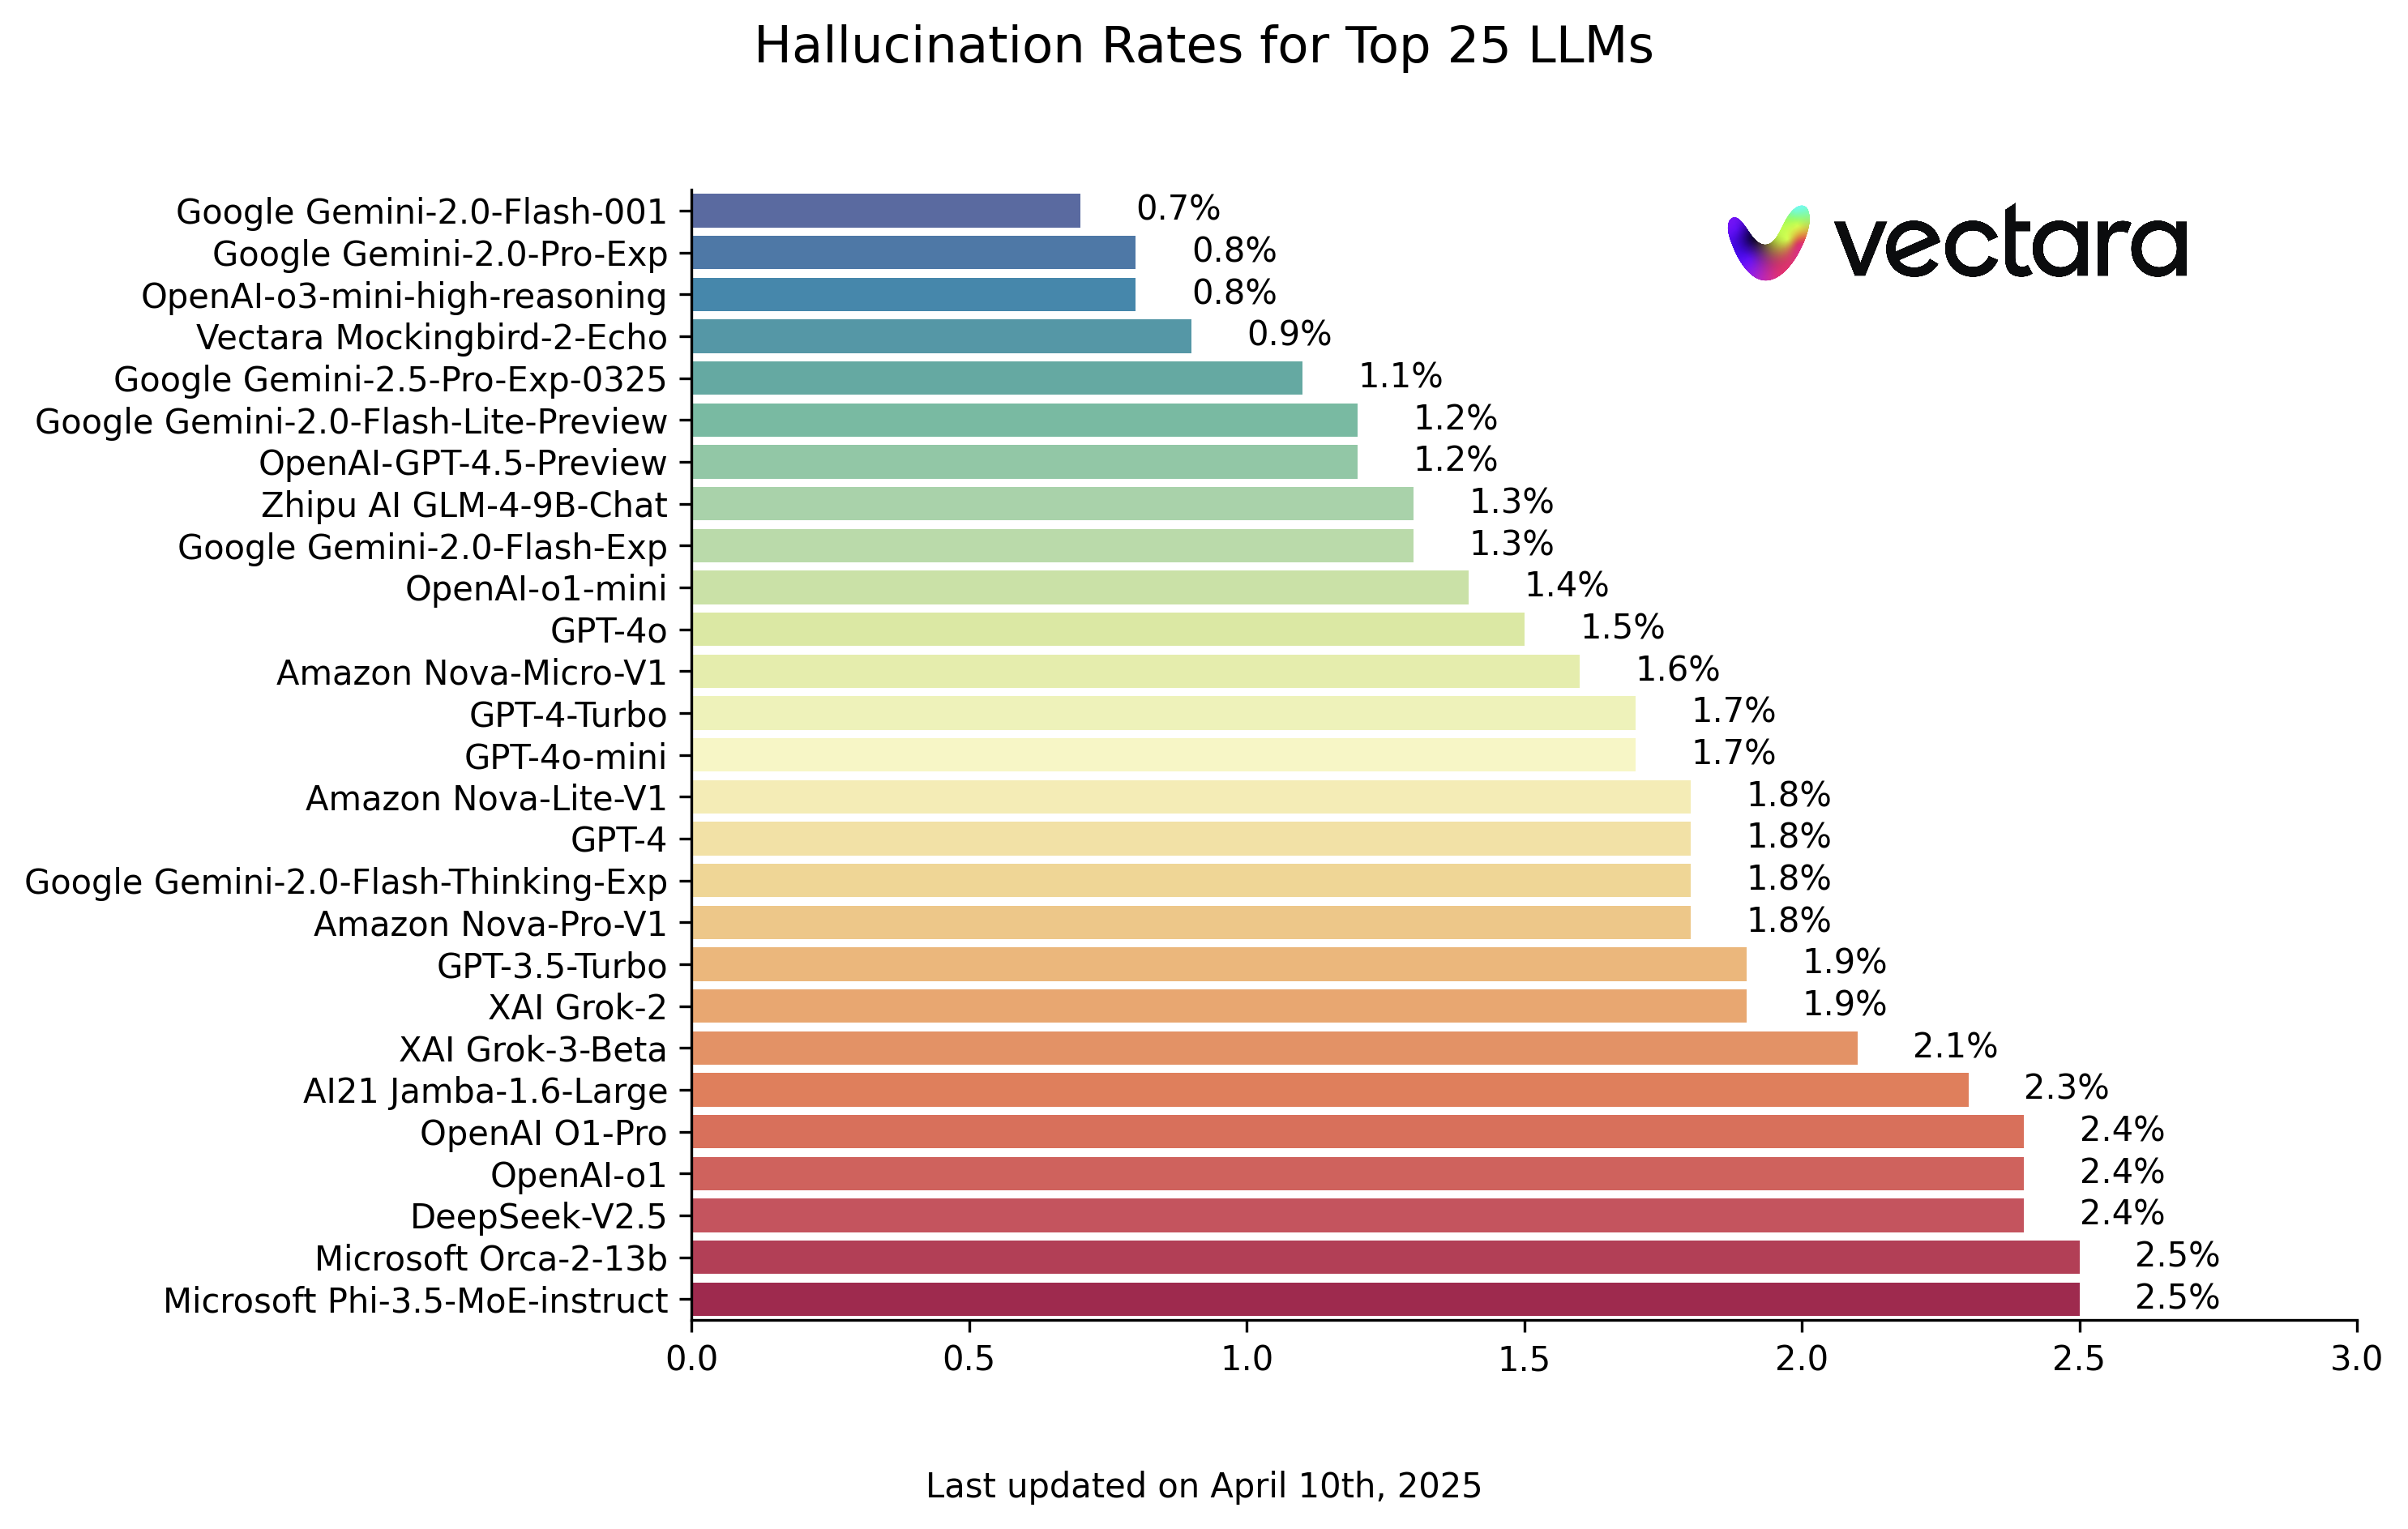 Hallucination Rates for Top 25 LLMs
vectara
Google Gemini-2.0-Flash-001 0.7%
Google Gemini-2.0-Pro-Exp 0.8%
OpenAI-o3-mini-high-reasoning 0.8%
Vectara Mockingbird-2-Echo 0.9%
Google Gemini-2.5-Pro-Exp-0325 1.1%
Google Gemini-2.0-Flash-Lite-Preview 1.2%
OpenAI-GPT-4.5-Preview 1.2%
Zhipu AI GLM-4-9B-Chat 1.3%
Google Gemini-2.0-Flash-Exp 1.3%
OpenAI-o1-mini 1.4%
GPT-4o 1.5%
Amazon Nova-Micro-V1 1.6%
GPT-4-Turbo 1.7%
GPT-4o-mini 1.7%
Amazon Nova-Lite-V1 1.8%
GPT-4 1.8%
Google Gemini-2.0-Flash-Thinking-Exp 1.8%
Amazon Nova-Pro-V1 1.8%
GPT-3.5-Turbo 1.9%
XAI Grok-2 1.9%
XAI Grok-3-Beta 2.1%
AI21 Jamba-1.6-Large 2.3%
OpenAI O1-Pro 2.4%
OpenAI-o1 2.4%
DeepSeek-V2.5 2.4%
Microsoft Orca-2-13b 2.5%
Microsoft Phi-3.5-MoE-instruct 2.5%
0.0 0.5 1.0 1.5 2.0 2.5 3.0
Last updated on April 10th, 2025